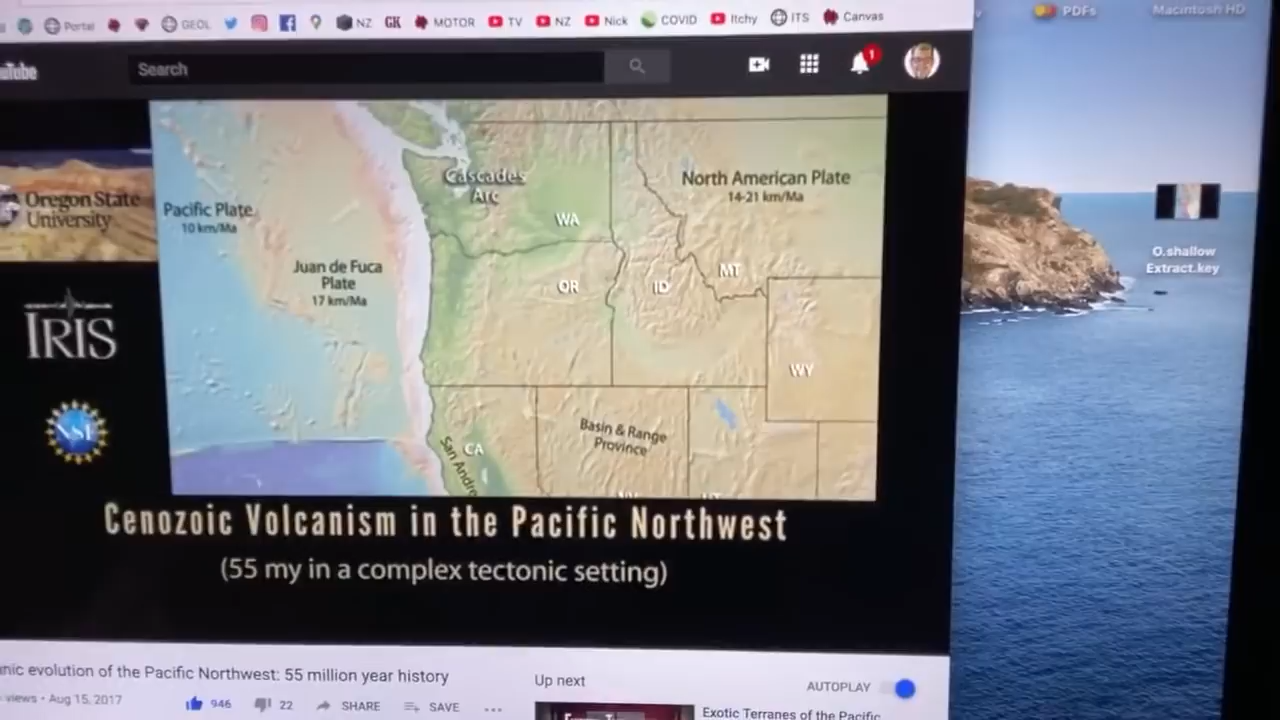 Portal
GEOL
NZ
GK
MOTOR
TV
NZ
Nick
COVID
Itchy
ITS
Canvas
PDFs
Macintosh HD
Search
1
Oregon State
University
IRIS
NSF
Pacific Plate
10 km/Ma
Juan de Fuca
Plate
17 km/Ma
Cascades
Arc
North American Plate
14-21 km/Ma
WA
OR
ID
MT
WY
CA
Basin & Range
Province
San Andre
O.shallow
Extract.key
Cenozoic Volcanism in the Pacific Northwest
(55 my in a complex tectonic setting)
nic evolution of the Pacific Northwest: 55 million year history
views • Aug 15, 2017
946
22
SHARE
SAVE
Up next
AUTOPLAY
Exotic Terranes of the Pacific